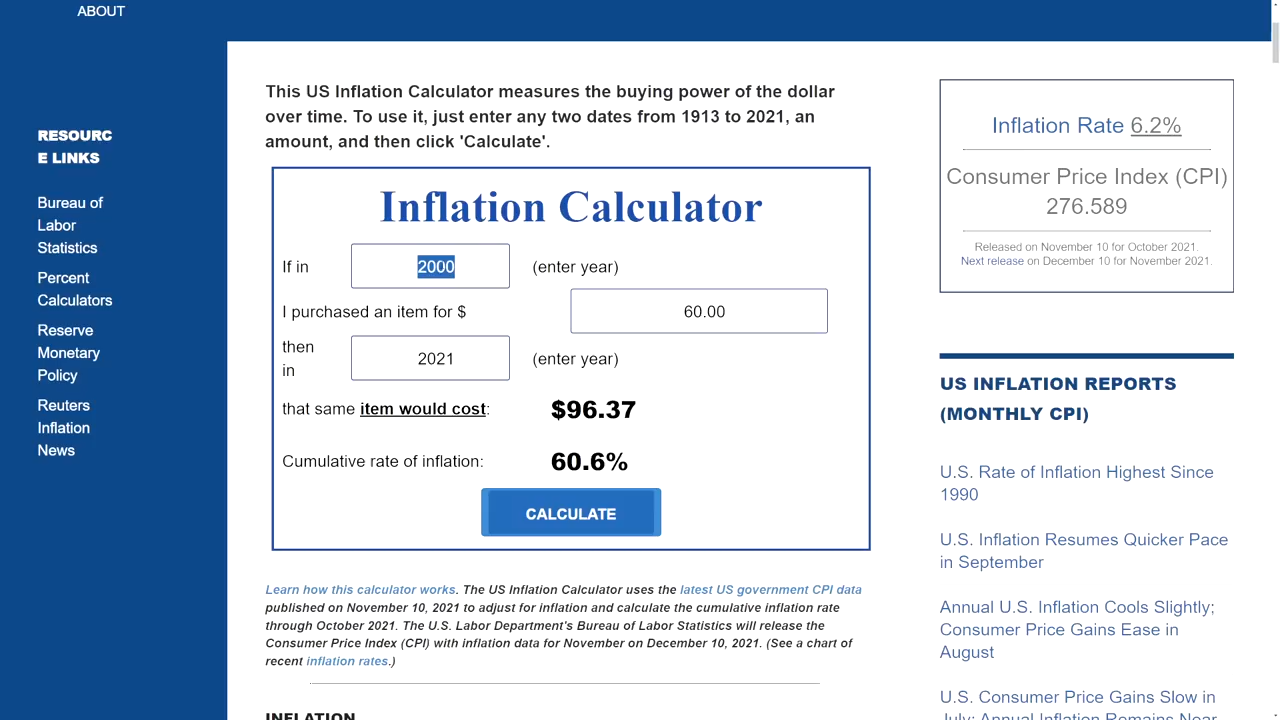 ABOUT
RESOURC
E LINKS
Bureau of
Labor
Statistics
Percent
Calculators
Reserve
Monetary
Policy
Reuters
Inflation
News
This US Inflation Calculator measures the buying power of the dollar
over time. To use it, just enter any two dates from 1913 to 2021, an
amount, and then click 'Calculate'.
Inflation Calculator
If in 2000 (enter year)
I purchased an item for $ 60.00
then
in 2021 (enter year)
that same item would cost: $96.37
Cumulative rate of inflation: 60.6%
CALCULATE
Learn how this calculator works. The US Inflation Calculator uses the latest US government CPI data
published on November 10, 2021 to adjust for inflation and calculate the cumulative inflation rate
through October 2021. The U.S. Labor Department's Bureau of Labor Statistics will release the
Consumer Price Index (CPI) with inflation data for November on December 10, 2021. (See a chart of
recent inflation rates.)
INFLATION
Inflation Rate 6.2%
Consumer Price Index (CPI)
276.589
Released on November 10 for October 2021.
Next release on December 10 for November 2021.
US INFLATION REPORTS
(MONTHLY CPI)
U.S. Rate of Inflation Highest Since
1990
U.S. Inflation Resumes Quicker Pace
in September
Annual U.S. Inflation Cools Slightly;
Consumer Price Gains Ease in
August
U.S. Consumer Price Gains Slow in
July; Annual Inflation Remains Near